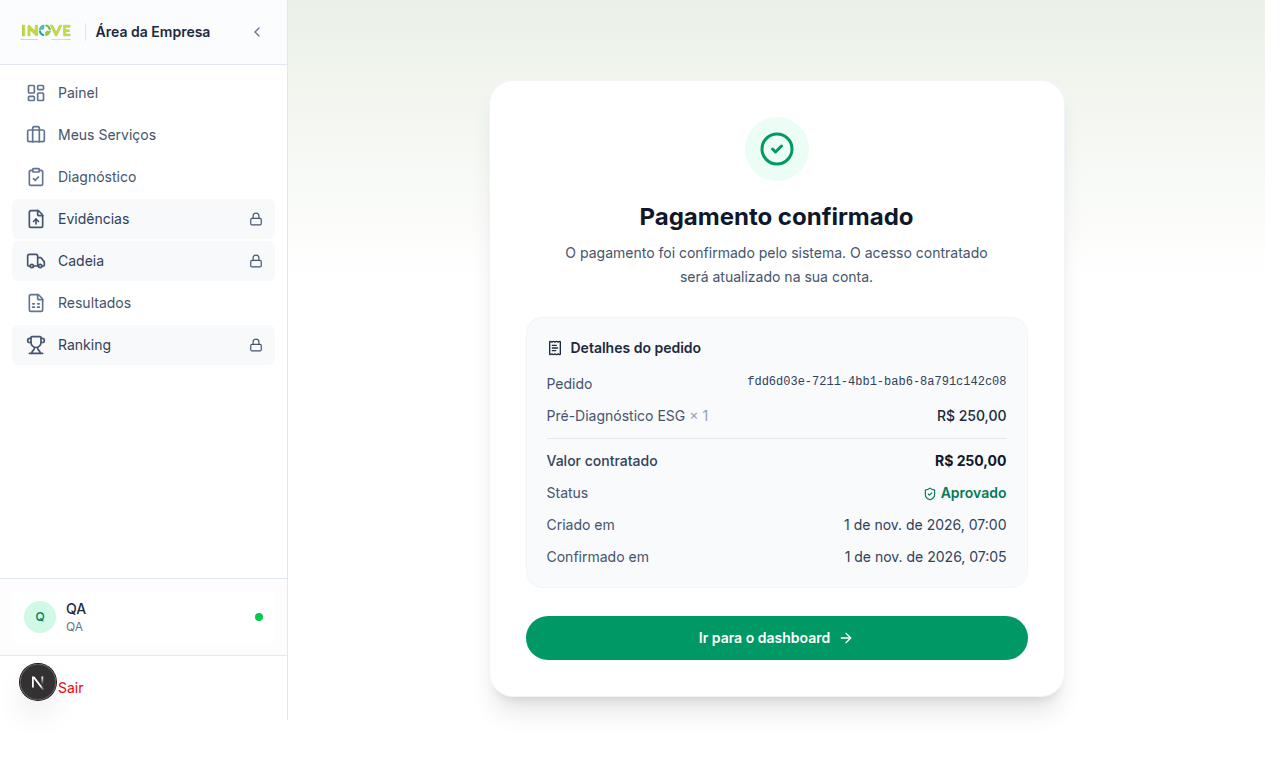 INOVE
Área da Empresa
Painel
Meus Serviços
Diagnóstico
Evidências
Cadeia
Resultados
Ranking
Q
QA
QA
N
Sair
Pagamento confirmado
O pagamento foi confirmado pelo sistema. O acesso contratado
será atualizado na sua conta.
Detalhes do pedido
Pedido fdd6d03e-7211-4bb1-bab6-8a791c142c08
Pré-Diagnóstico ESG × 1 R$ 250,00
Valor contratado R$ 250,00
Status Aprovado
Criado em 1 de nov. de 2026, 07:00
Confirmado em 1 de nov. de 2026, 07:05
Ir para o dashboard